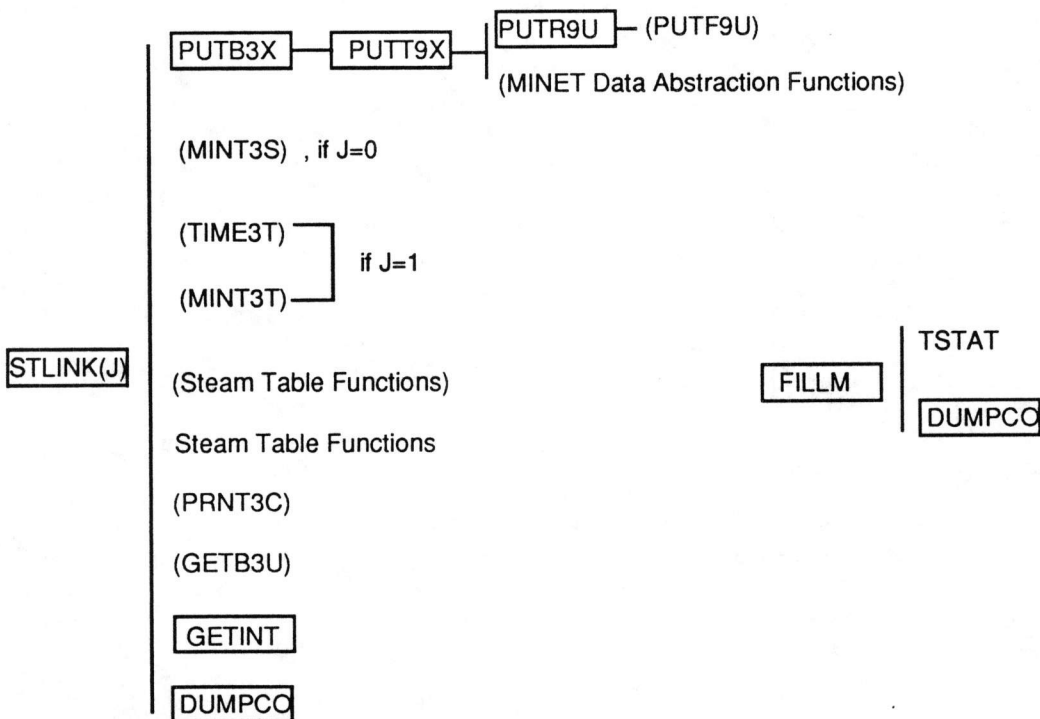 PUTB3X
PUTT9X
PUTR9U
(PUTF9U)
(MINET Data Abstraction Functions)
(MINT3S) , if J=0
(TIME3T)
if J=1
(MINT3T)
STLINK(J)
(Steam Table Functions)
Steam Table Functions
(PRNT3C)
(GETB3U)
GETINT
DUMPCO
FILLM
TSTAT
DUMPCO